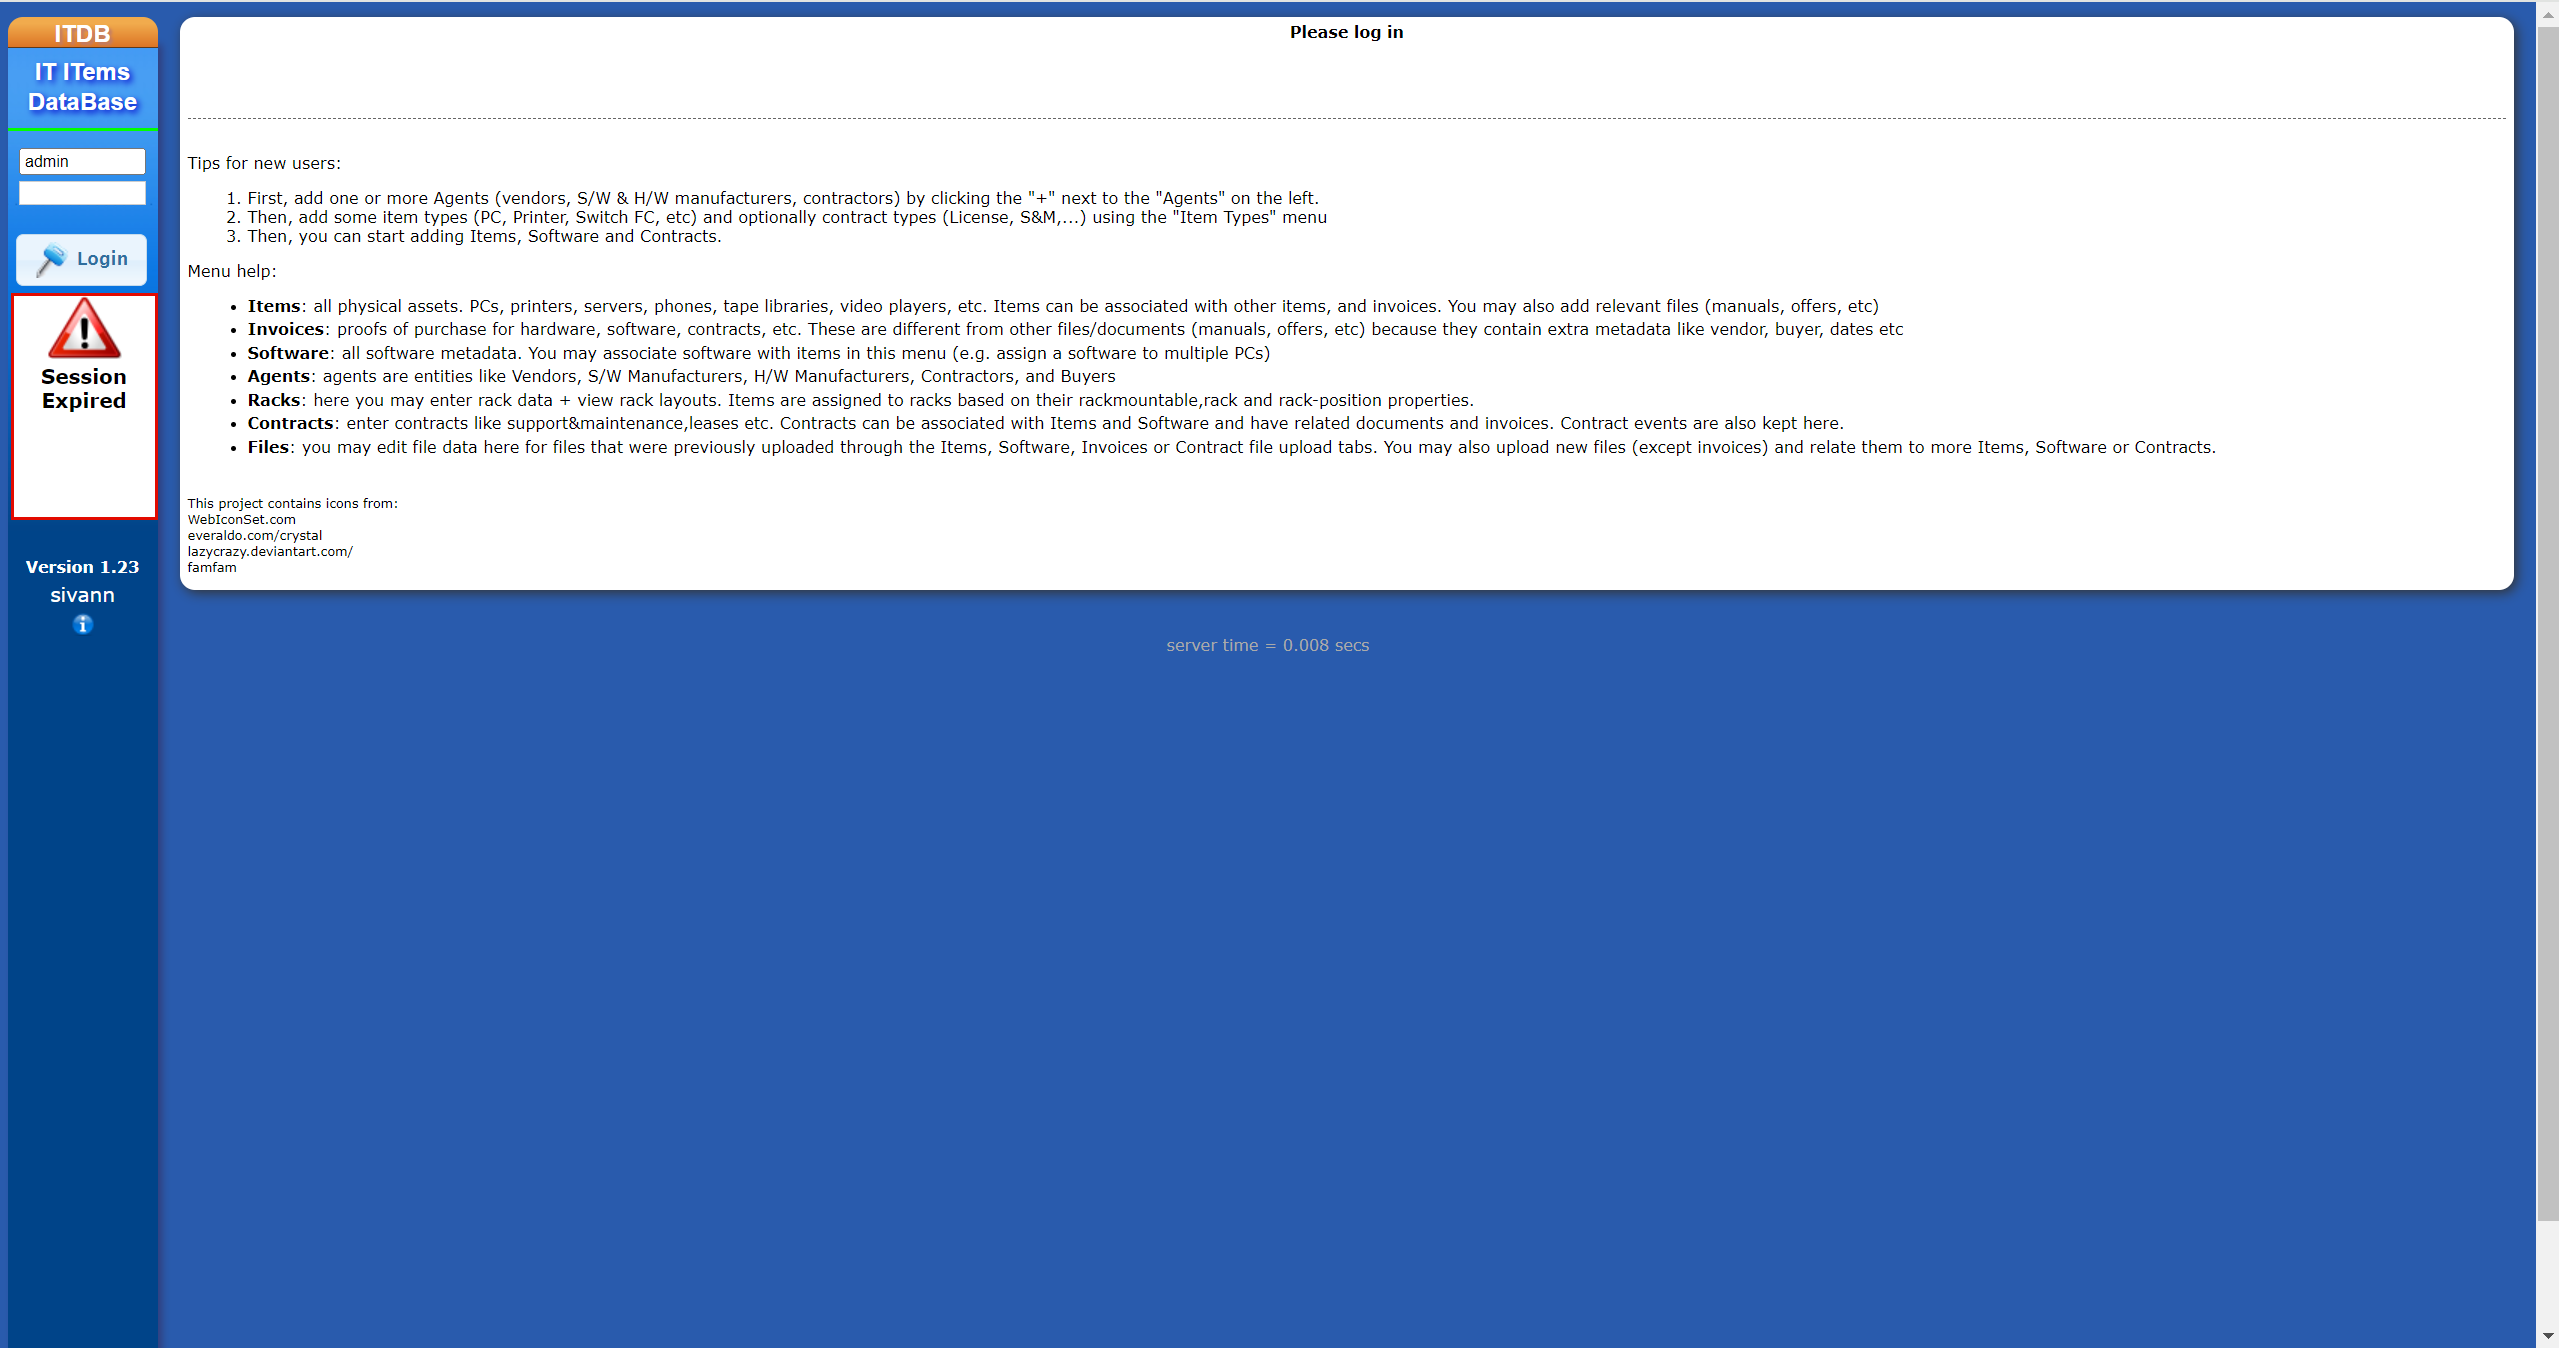 ITDB
IT ITems
DataBase
admin
Login
Session
Expired
Version 1.23
sivann
Please log in
Tips for new users:
1. First, add one or more Agents (vendors, S/W & H/W manufacturers, contractors) by clicking the "+" next to the "Agents" on the left.
2. Then, add some item types (PC, Printer, Switch FC, etc) and optionally contract types (License, S&M,...) using the "Item Types" menu
3. Then, you can start adding Items, Software and Contracts.
Menu help:
• Items: all physical assets. PCs, printers, servers, phones, tape libraries, video players, etc. Items can be associated with other items, and invoices. You may also add relevant files (manuals, offers, etc)
• Invoices: proofs of purchase for hardware, software, contracts, etc. These are different from other files/documents (manuals, offers, etc) because they contain extra metadata like vendor, buyer, dates etc
• Software: all software metadata. You may associate software with items in this menu (e.g. assign a software to multiple PCs)
• Agents: agents are entities like Vendors, S/W Manufacturers, H/W Manufacturers, Contractors, and Buyers
• Racks: here you may enter rack data + view rack layouts. Items are assigned to racks based on their rackmountable,rack and rack-position properties.
• Contracts: enter contracts like support&maintenance,leases etc. Contracts can be associated with Items and Software and have related documents and invoices. Contract events are also kept here.
• Files: you may edit file data here for files that were previously uploaded through the Items, Software, Invoices or Contract file upload tabs. You may also upload new files (except invoices) and relate them to more Items, Software or Contracts.
This project contains icons from:
WebIconSet.com
everaldo.com/crystal
lazycrazy.deviantart.com/
famfam
server time = 0.008 secs